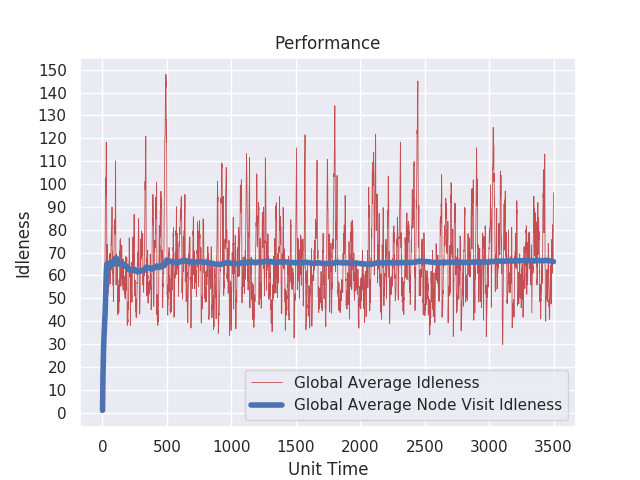 Performance
150
140
130
120
110
100
90
80
70
60
50
40
30
20
10
0
Idleness
Global Average Idleness
Global Average Node Visit Idleness
0 500 1000 1500 2000 2500 3000 3500
Unit Time